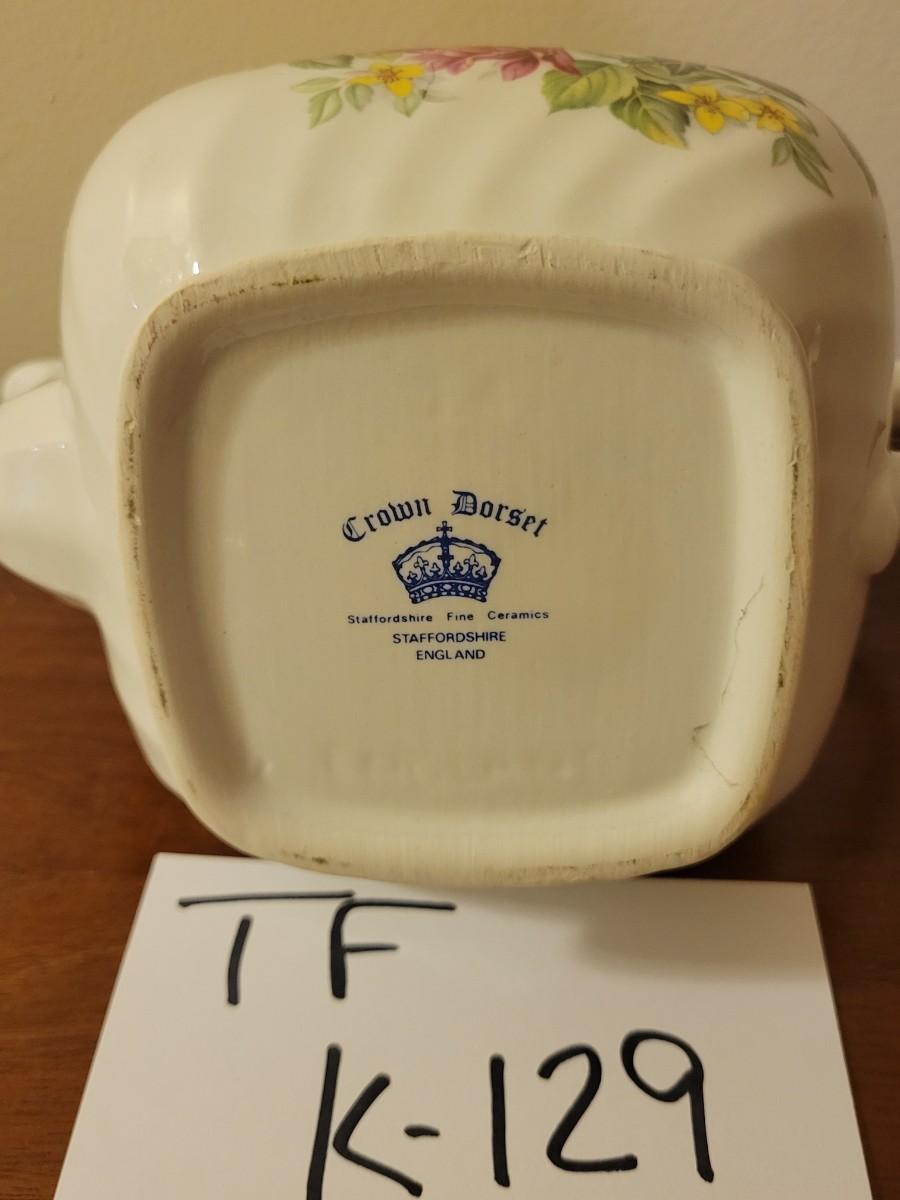 Crown Dorset
Staffordshire Fine Ceramics
STAFFORDSHIRE
ENGLAND
TF
K-129